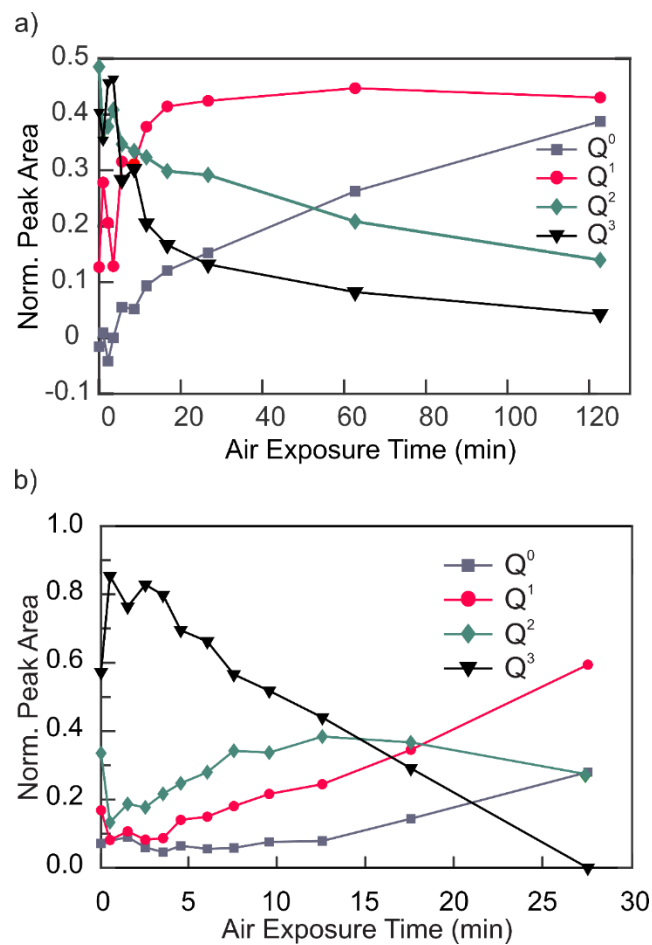 a)
0.5
0.4
0.3
0.2
0.1
0
-0.1
Norm. Peak Area
Q⁰
Q¹
Q²
Q³
0 20 40 60 80 100 120
Air Exposure Time (min)
b)
1.0
0.8
0.6
0.4
0.2
0.0
Norm. Peak Area
Q⁰
Q¹
Q²
Q³
0 5 10 15 20 25 30
Air Exposure Time (min)